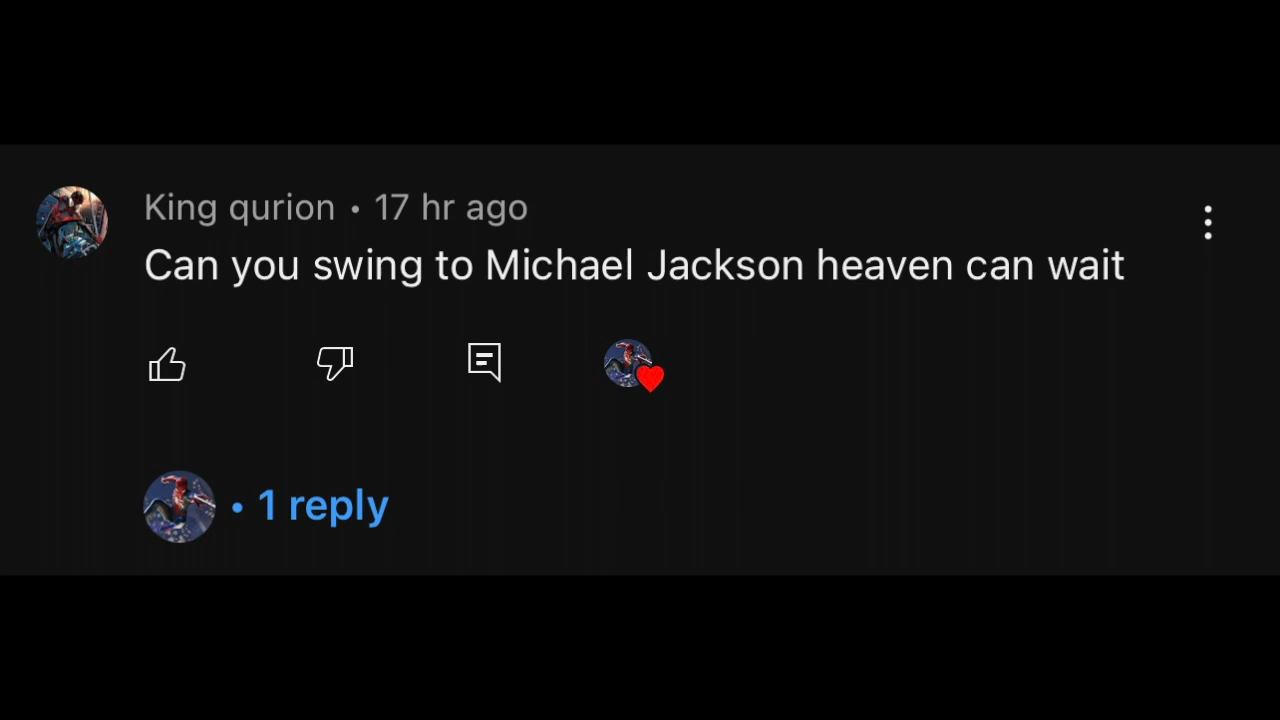 King qurion • 17 hr ago
Can you swing to Michael Jackson heaven can wait
• 1 reply